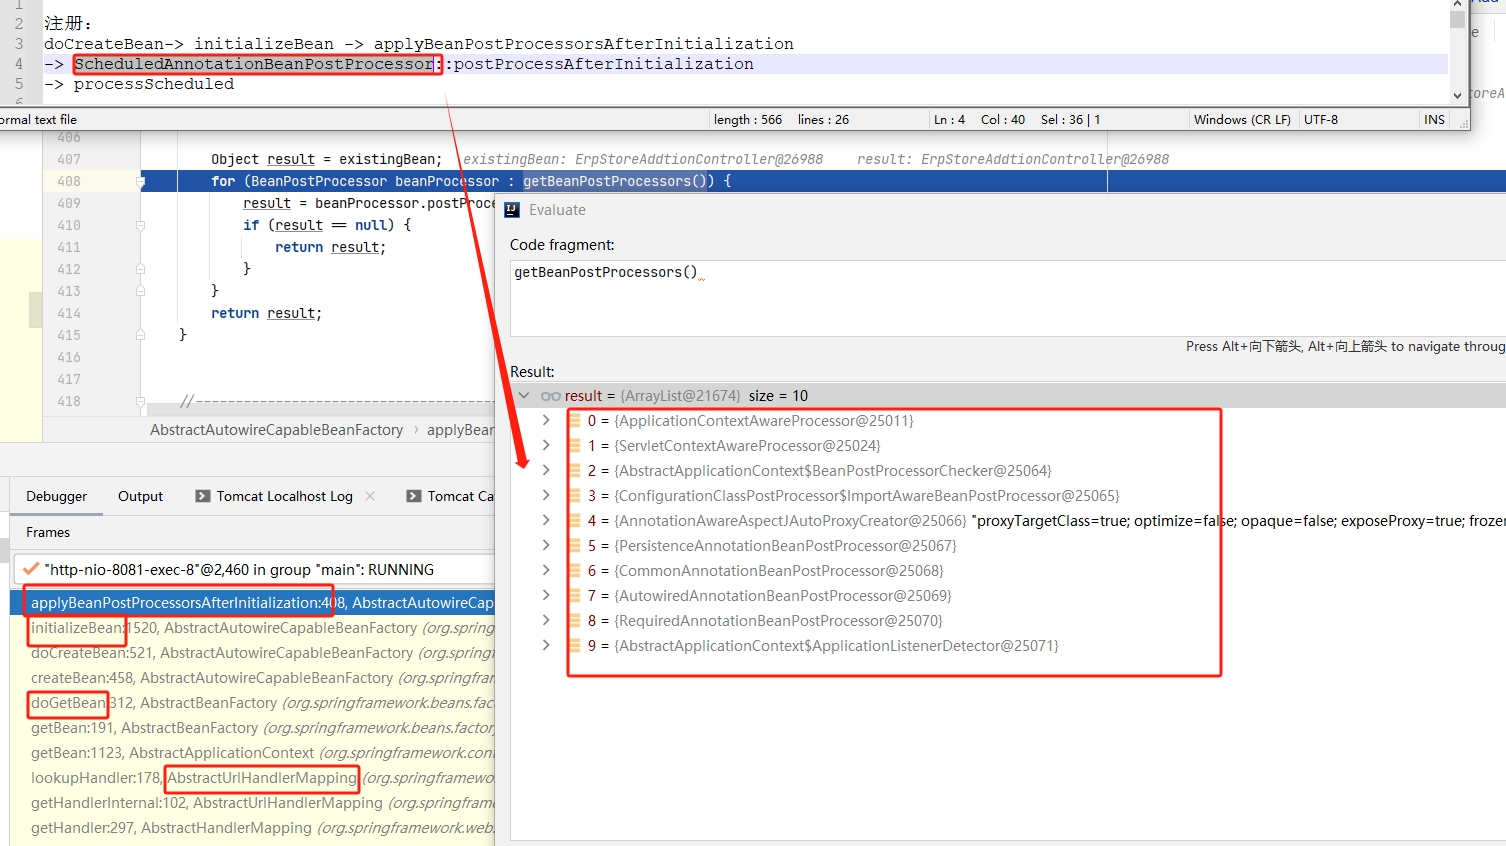 1
2 注册：
3 doCreateBean-> initializeBean -> applyBeanPostProcessorsAfterInitialization
4 -> ScheduledAnnotationBeanPostProcessor::postProcessAfterInitialization
5 -> processScheduled
6
ormal text file length : 566 lines : 26 Ln : 4 Col : 40 Sel : 36 | 1 Windows (CR LF) UTF-8 INS
406
407 Object result = existingBean; existingBean: ErpStoreAddtionController@26988 result: ErpStoreAddtionController@26988
408 for (BeanPostProcessor beanProcessor : getBeanPostProcessors()) {
409 result = beanProcessor.postProce
410 if (result == null) {
411 return result;
412 }
413 }
414 return result;
415 }
416
417
418 //--------------------------------------
AbstractAutowireCapableBeanFactory › applyBean
Evaluate
Code fragment:
getBeanPostProcessors()
Press Alt+向下箭头, Alt+向上箭头 to navigate throug
Result:
result = {ArrayList@21674} size = 10
0 = {ApplicationContextAwareProcessor@25011}
1 = {ServletContextAwareProcessor@25024}
2 = {AbstractApplicationContext$BeanPostProcessorChecker@25064}
3 = {ConfigurationClassPostProcessor$ImportAwareBeanPostProcessor@25065}
4 = {AnnotationAwareAspectJAutoProxyCreator@25066} "proxyTargetClass=true; optimize=false; opaque=false; exposeProxy=true; frozen
5 = {PersistenceAnnotationBeanPostProcessor@25067}
6 = {CommonAnnotationBeanPostProcessor@25068}
7 = {AutowiredAnnotationBeanPostProcessor@25069}
8 = {RequiredAnnotationBeanPostProcessor@25070}
9 = {AbstractApplicationContext$ApplicationListenerDetector@25071}
Debugger Output Tomcat Localhost Log Tomcat Ca
Frames
"http-nio-8081-exec-8"@2,460 in group "main": RUNNING
applyBeanPostProcessorsAfterInitialization:408, AbstractAutowireCapa
initializeBean:1520, AbstractAutowireCapableBeanFactory (org.spring
doCreateBean:521, AbstractAutowireCapableBeanFactory (org.springfr
createBean:458, AbstractAutowireCapableBeanFactory (org.springfran
doGetBean:312, AbstractBeanFactory (org.springframework.beans.fac
getBean:191, AbstractBeanFactory (org.springframework.beans.factory
getBean:1123, AbstractApplicationContext (org.springframework.cont
lookupHandler:178, AbstractUrlHandlerMapping (org.springframewo
getHandlerInternal:102, AbstractUrlHandlerMapping (org.springframe
getHandler:297, AbstractHandlerMapping (org.springframework.web.